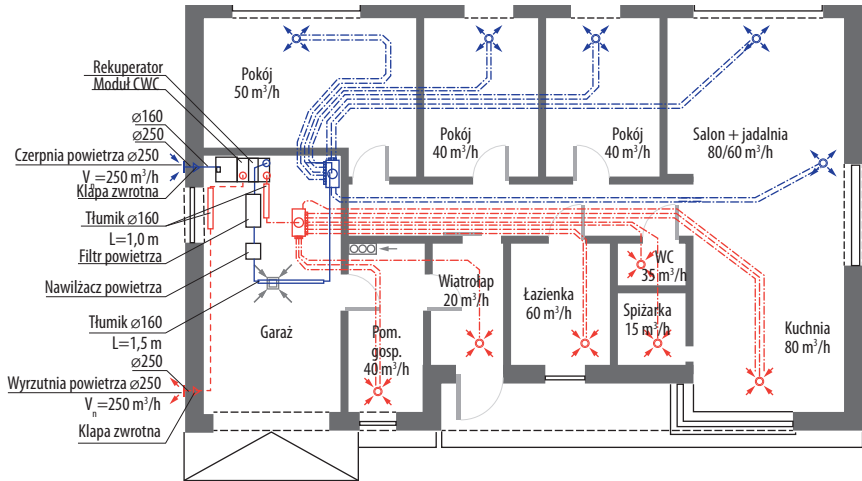 Rekuperator
Moduł CWC
⌀160
⌀250
Czerpnia powietrza ⌀250
Vn=250 m³/h
Klapa zwrotna
Tłumik ⌀160
L=1,0 m
Filtr powietrza
Nawilżacz powietrza
Tłumik ⌀160
L=1,5 m
⌀250
Wyrzutnia powietrza ⌀250
Vn=250 m³/h
Klapa zwrotna
Pokój
50 m³/h
Pokój
40 m³/h
Pokój
40 m³/h
Salon + jadalnia
80/60 m³/h
Garaż
Pom.
gosp.
40 m³/h
Wiatrołap
20 m³/h
Łazienka
60 m³/h
WC
35 m³/h
Spiżarka
15 m³/h
Kuchnia
80 m³/h